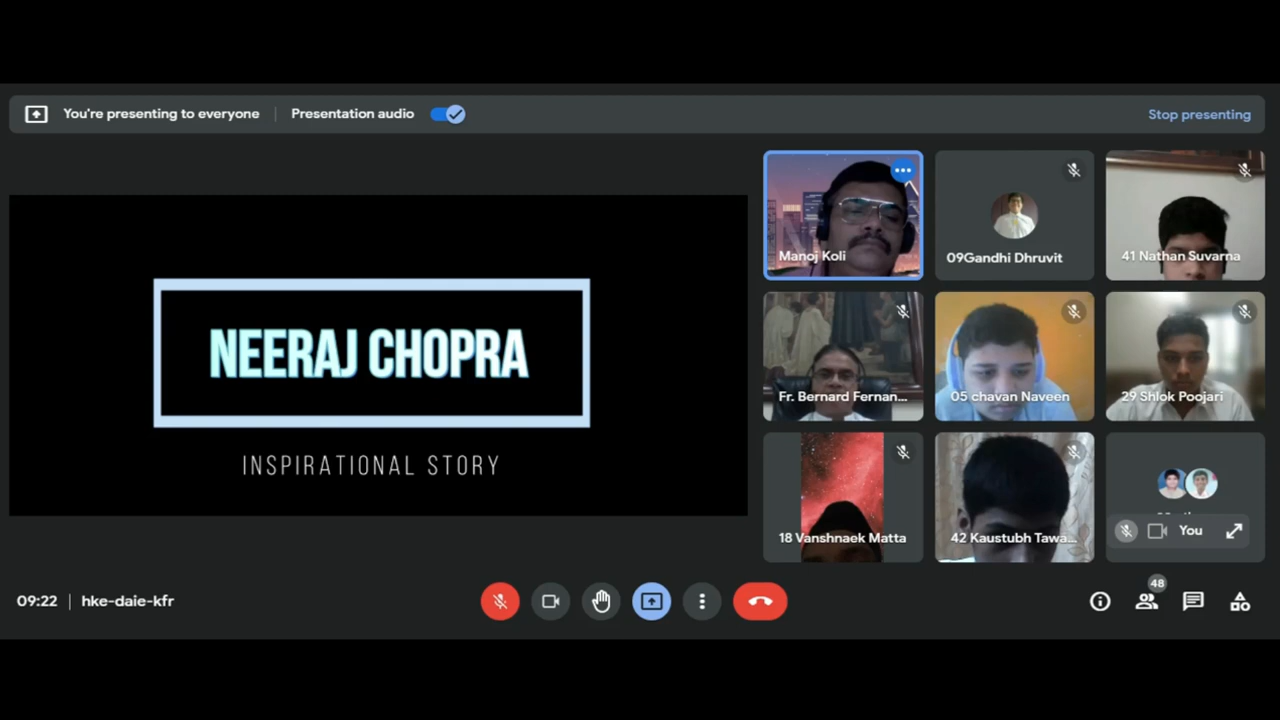 You're presenting to everyone
Presentation audio
Stop presenting
NEERAJ CHOPRA
INSPIRATIONAL STORY
Manoj Koli
09Gandhi Dhruvit
41 Nathan Suvarna
Fr. Bernard Fernan...
05 chavan Naveen
29 Shlok Poojari
18 Vanshnaek Matta
42 Kaustubh Tawa...
You
09:22 | hke-daie-kfr
48